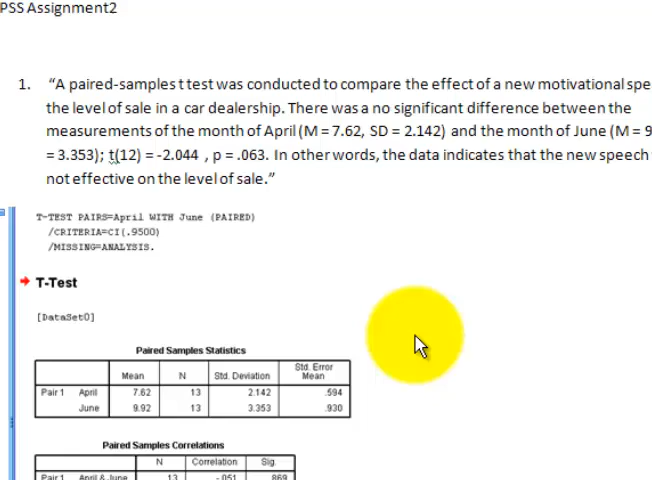 PSS Assignment2
1. “A paired-samples t test was conducted to compare the effect of a new motivational spe
the level of sale in a car dealership. There was a no significant difference between the
measurements of the month of April (M = 7.62, SD = 2.142) and the month of June (M = 9
= 3.353); t(12) = -2.044 , p = .063. In other words, the data indicates that the new speech
not effective on the level of sale.”
T-TEST PAIRS=April WITH June (PAIRED)
/CRITERIA=CI(.9500)
/MISSING=ANALYSIS.
T-Test
[DataSet0]
Paired Samples Statistics
Mean N Std. Deviation Std. Error Mean
Pair 1 April 7.62 13 2.142 .594
June 9.92 13 3.353 .930
Paired Samples Correlations
N Correlation Sig.
Pair 1 April & June 13 -.051 .869